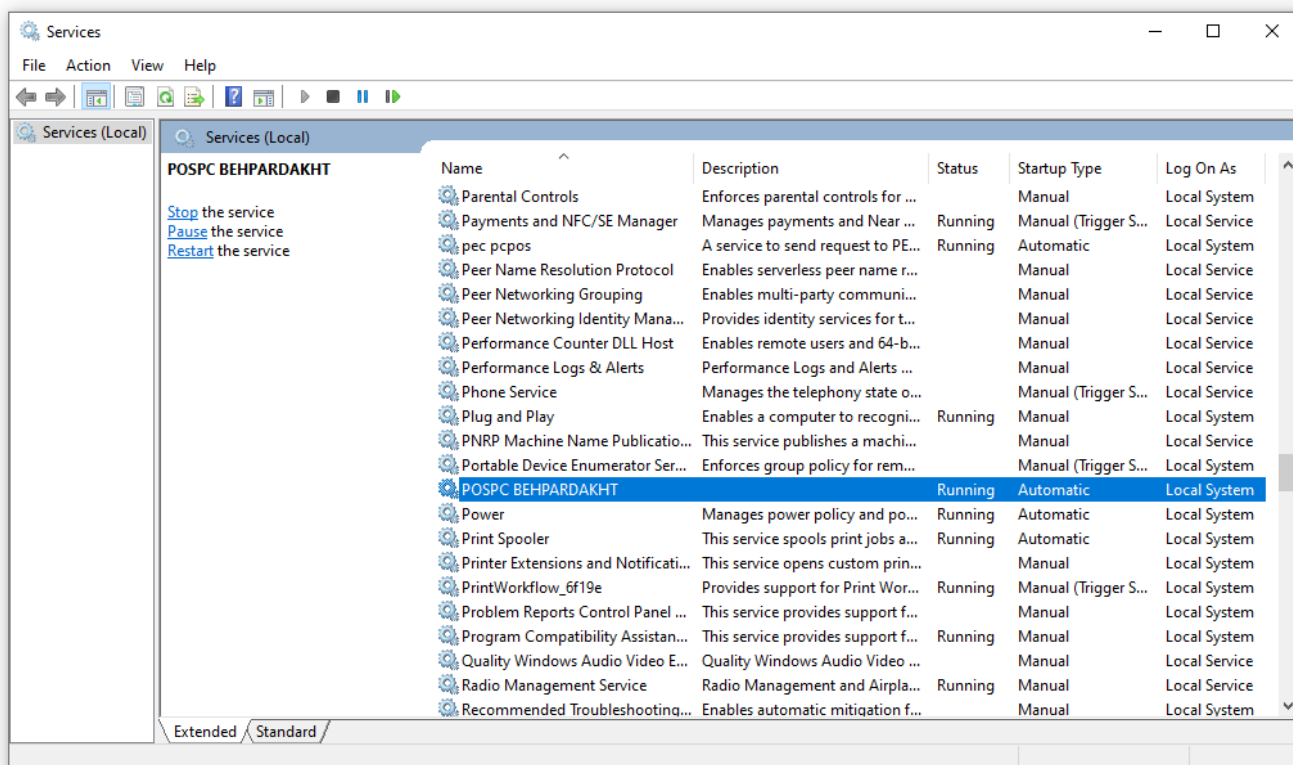 Services
File Action View Help
Services (Local)
Services (Local)
POSPC BEHPARDAKHT
Stop the service
Pause the service
Restart the service
Name Description Status Startup Type Log On As
Parental Controls Enforces parental controls for ... Manual Local System
Payments and NFC/SE Manager Manages payments and Near ... Running Manual (Trigger S... Local System
pec pcpos A service to send request to PE... Running Automatic Local System
Peer Name Resolution Protocol Enables serverless peer name r... Manual Local Service
Peer Networking Grouping Enables multi-party communi... Manual Local Service
Peer Networking Identity Mana... Provides identity services for t... Manual Local Service
Performance Counter DLL Host Enables remote users and 64-b... Manual Local Service
Performance Logs & Alerts Performance Logs and Alerts ... Manual Local Service
Phone Service Manages the telephony state o... Manual (Trigger S... Local Service
Plug and Play Enables a computer to recogni... Running Manual Local System
PNRP Machine Name Publicatio... This service publishes a machi... Manual Local Service
Portable Device Enumerator Ser... Enforces group policy for rem... Manual (Trigger S... Local System
POSPC BEHPARDAKHT Running Automatic Local System
Power Manages power policy and po... Running Automatic Local System
Print Spooler This service spools print jobs a... Running Automatic Local System
Printer Extensions and Notificati... This service opens custom prin... Manual Local System
PrintWorkflow_6f19e Provides support for Print Wor... Running Manual (Trigger S... Local System
Problem Reports Control Panel ... This service provides support f... Manual Local System
Program Compatibility Assistan... This service provides support f... Running Manual Local System
Quality Windows Audio Video E... Quality Windows Audio Video ... Manual Local Service
Radio Management Service Radio Management and Airpla... Running Manual Local Service
Recommended Troubleshooting... Enables automatic mitigation f... Manual Local System
Extended Standard